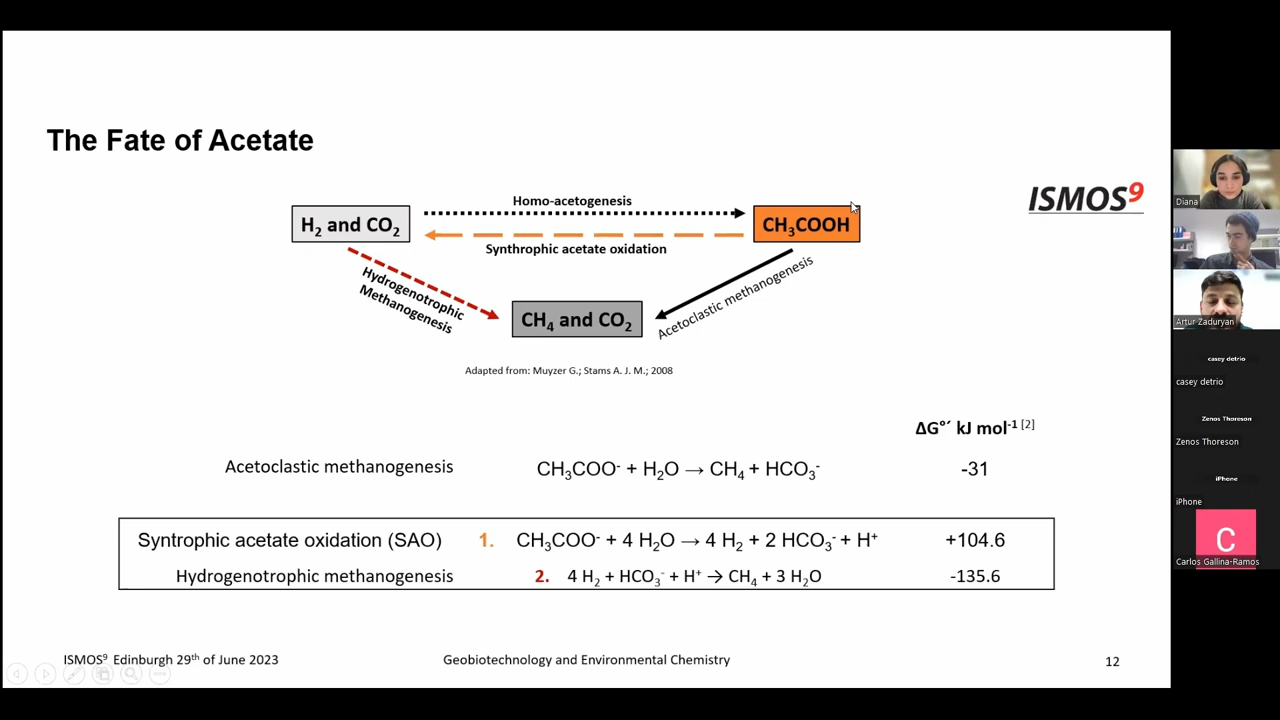 The Fate of Acetate
ISMOS9
Homo-acetogenesis
H2 and CO2
CH3COOH
Synthrophic acetate oxidation
Hydrogenotrophic
Methanogenesis
Acetoclastic methanogenesis
CH4 and CO2
Adapted from: Muyzer G.; Stams A. J. M.; 2008
ΔG°´ kJ mol-1 [2]
Acetoclastic methanogenesis CH3COO- + H2O → CH4 + HCO3- -31
Syntrophic acetate oxidation (SAO) 1. CH3COO- + 4 H2O → 4 H2 + 2 HCO3- + H+ +104.6
Hydrogenotrophic methanogenesis 2. 4 H2 + HCO3- + H+ → CH4 + 3 H2O -135.6
ISMOS9 Edinburgh 29th of June 2023 Geobiotechnology and Environmental Chemistry 12
Diana
Artur Zaduryan
casey detrio
casey detrio
Zenos Thoreson
Zenos Thoreson
iPhone
iPhone
C
Carlos Gallina-Ramos